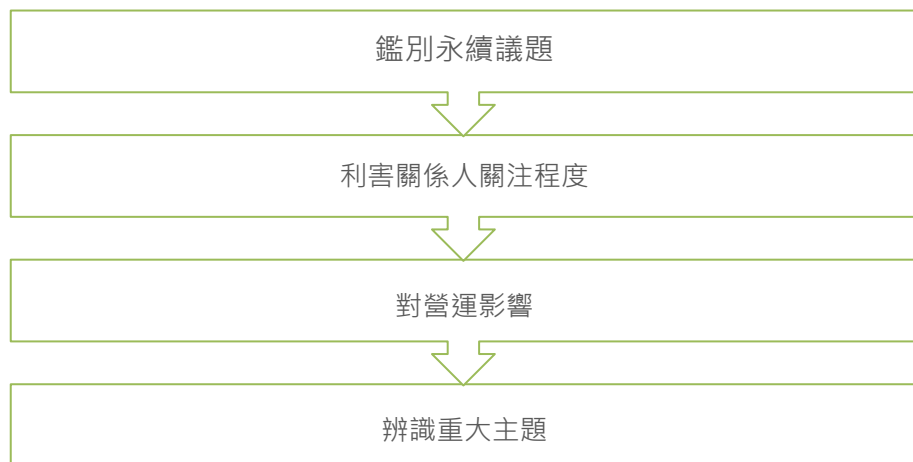 鑑別永續議題
利害關係人關注程度
對營運影響
辨識重大主題